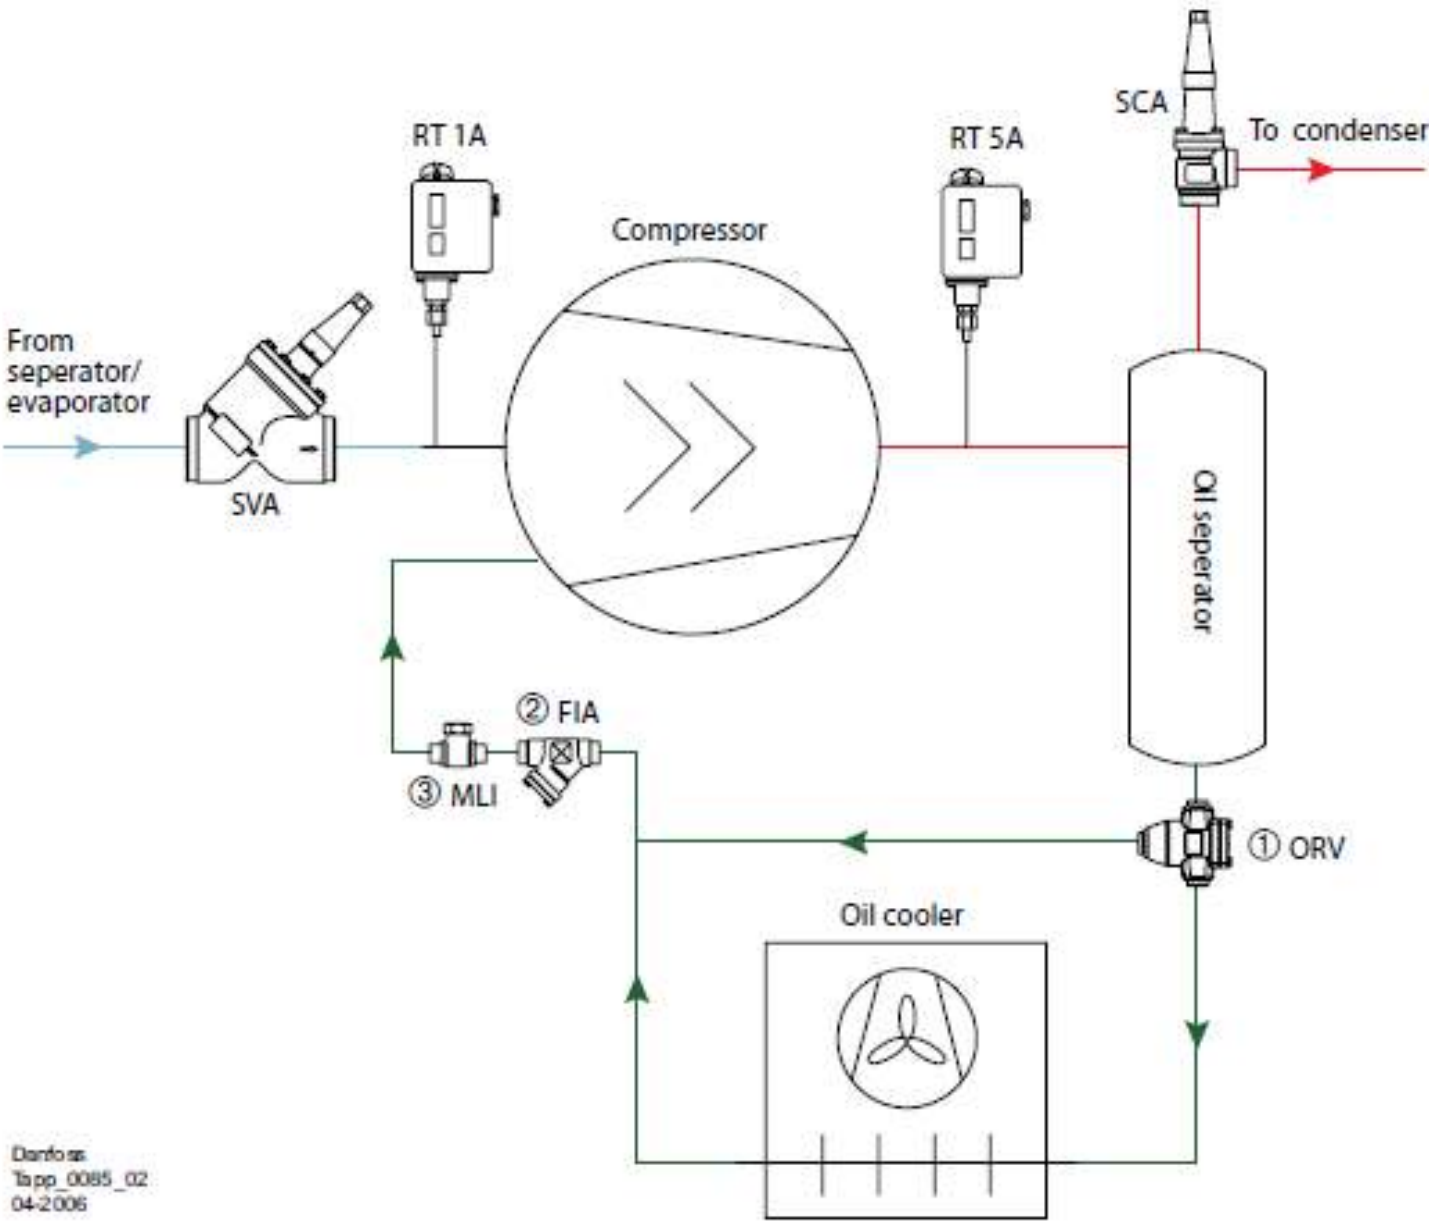 SCA
To condenser
RT 1A
RT 5A
Compressor
From
seperator/
evaporator
SVA
Oil seperator
② FIA
③ MLI
① ORV
Oil cooler
Danfoss
Tapp_0085_02
04-2006